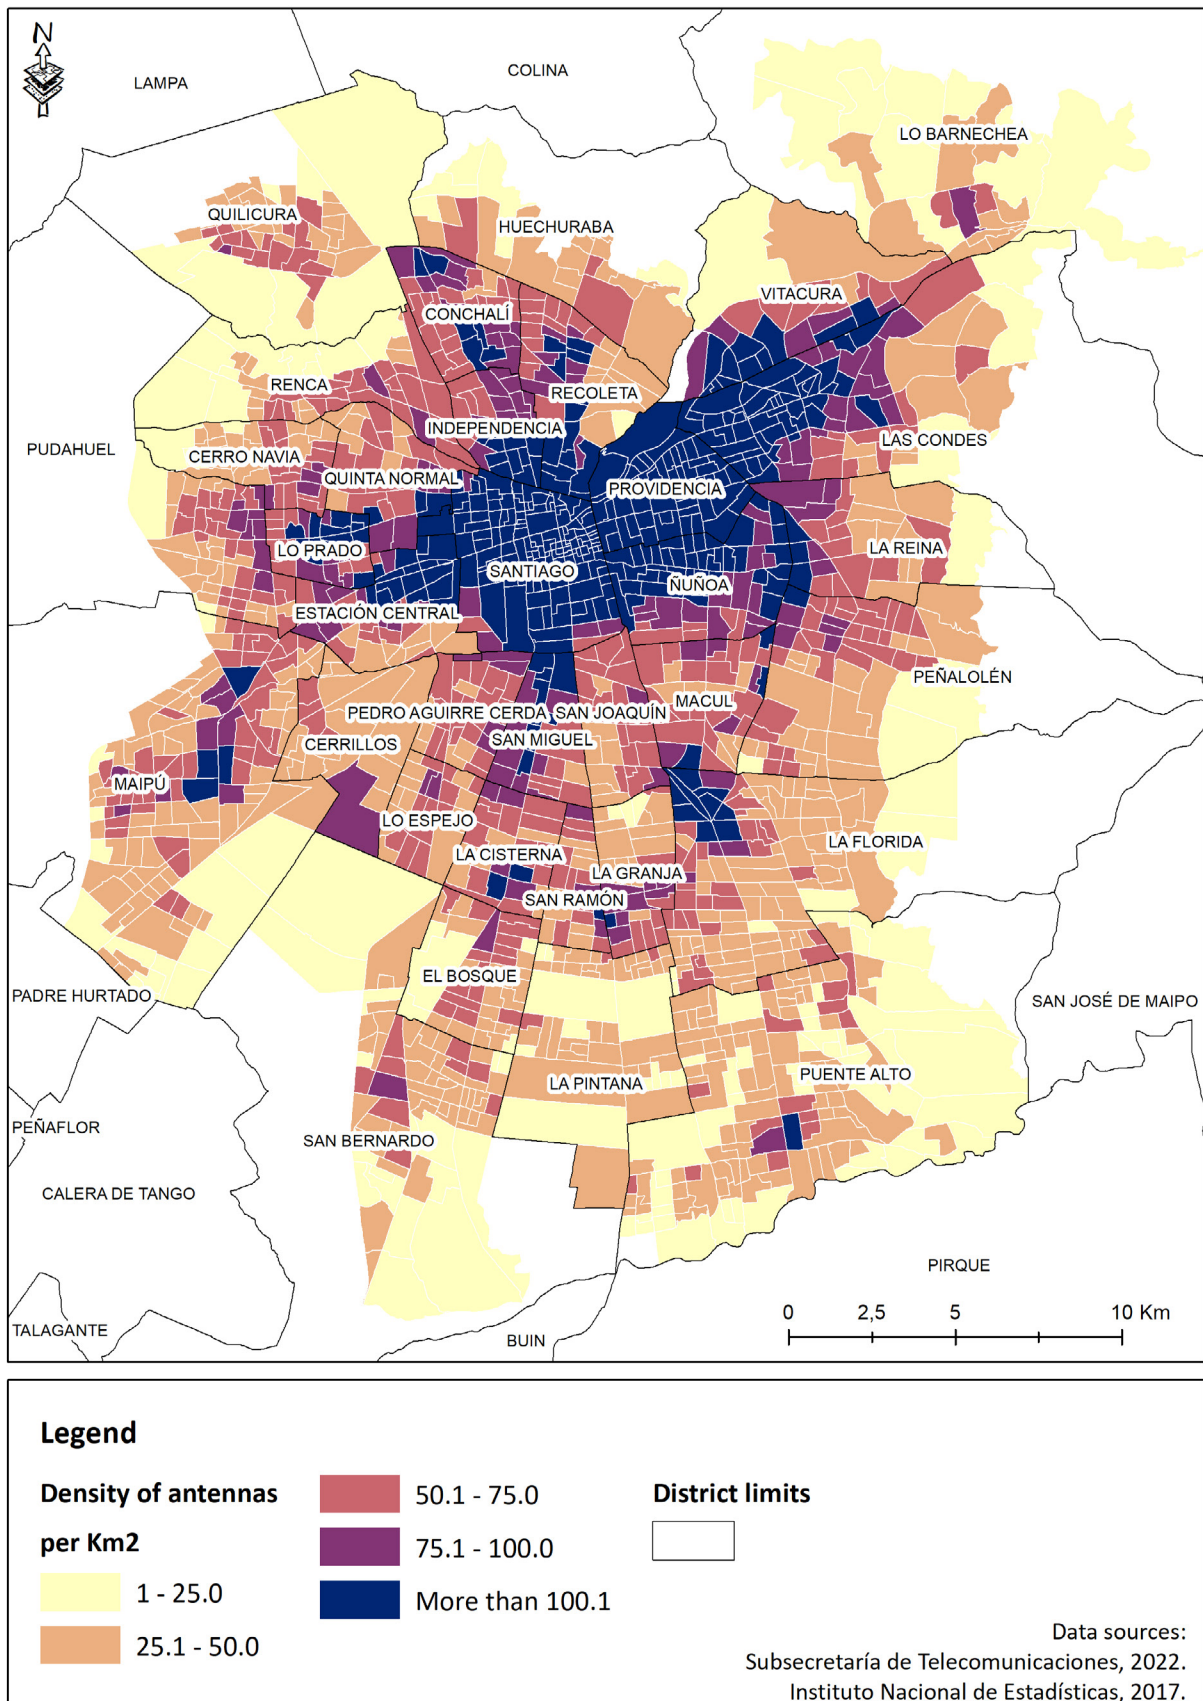 N
LAMPA
COLINA
LO BARNECHEA
QUILICURA
HUECHURABA
VITACURA
CONCHALÍ
RENCA
RECOLETA
INDEPENDENCIA
LAS CONDES
PUDAHUEL
CERRO NAVIA
QUINTA NORMAL
PROVIDENCIA
LO PRADO
LA REINA
SANTIAGO
ÑUÑOA
ESTACIÓN CENTRAL
PEÑALOLÉN
MACUL
PEDRO AGUIRRE CERDA
SAN JOAQUÍN
SAN MIGUEL
CERRILLOS
MAIPÚ
LO ESPEJO
LA FLORIDA
LA CISTERNA
LA GRANJA
SAN RAMÓN
EL BOSQUE
PADRE HURTADO
SAN JOSÉ DE MAIPO
LA PINTANA
PUENTE ALTO
PEÑAFLOR
SAN BERNARDO
CALERA DE TANGO
PIRQUE
TALAGANTE
BUIN
0 2,5 5 10 Km
Legend
Density of antennas
per Km2
1 - 25.0
25.1 - 50.0
50.1 - 75.0
75.1 - 100.0
More than 100.1
District limits
Data sources:
Subsecretaría de Telecomunicaciones, 2022.
Instituto Nacional de Estadísticas, 2017.